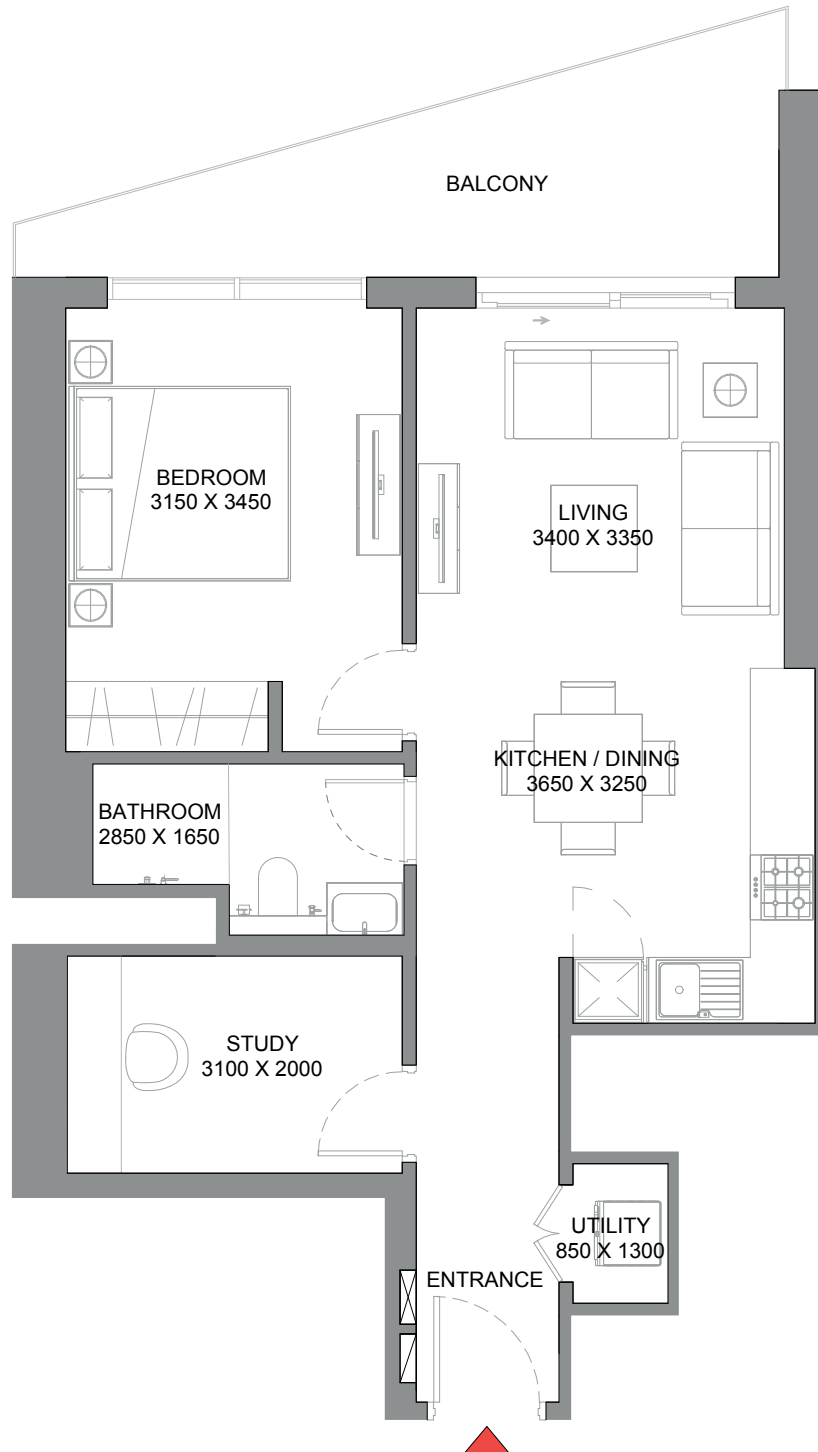 BALCONY
BEDROOM
3150 X 3450
LIVING
3400 X 3350
KITCHEN / DINING
3650 X 3250
BATHROOM
2850 X 1650
STUDY
3100 X 2000
UTILITY
850 X 1300
ENTRANCE